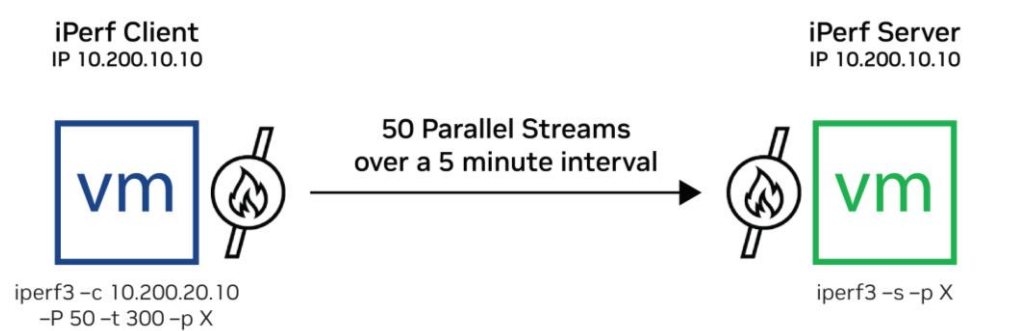 iPerf Client
IP 10.200.10.10
iPerf Server
IP 10.200.10.10
50 Parallel Streams
over a 5 minute interval
vm
vm
iperf3 –c 10.200.20.10
–P 50 –t 300 –p X
iperf3 –s –p X